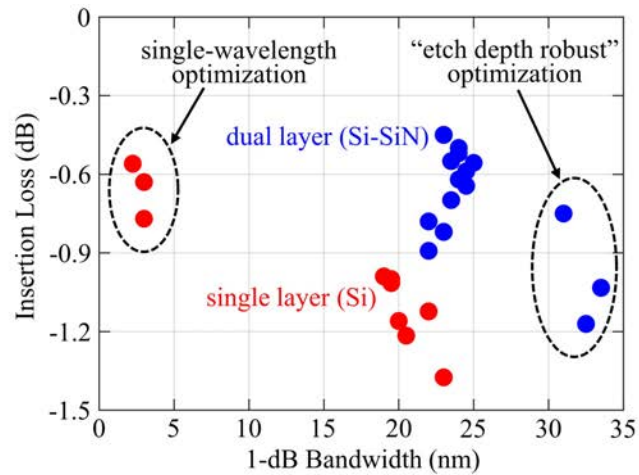 0
-0.3
-0.6
-0.9
-1.2
-1.5
Insertion Loss (dB)
single-wavelength
optimization
“etch depth robust”
optimization
dual layer (Si-SiN)
single layer (Si)
0
5
10
15
20
25
30
35
1-dB Bandwidth (nm)